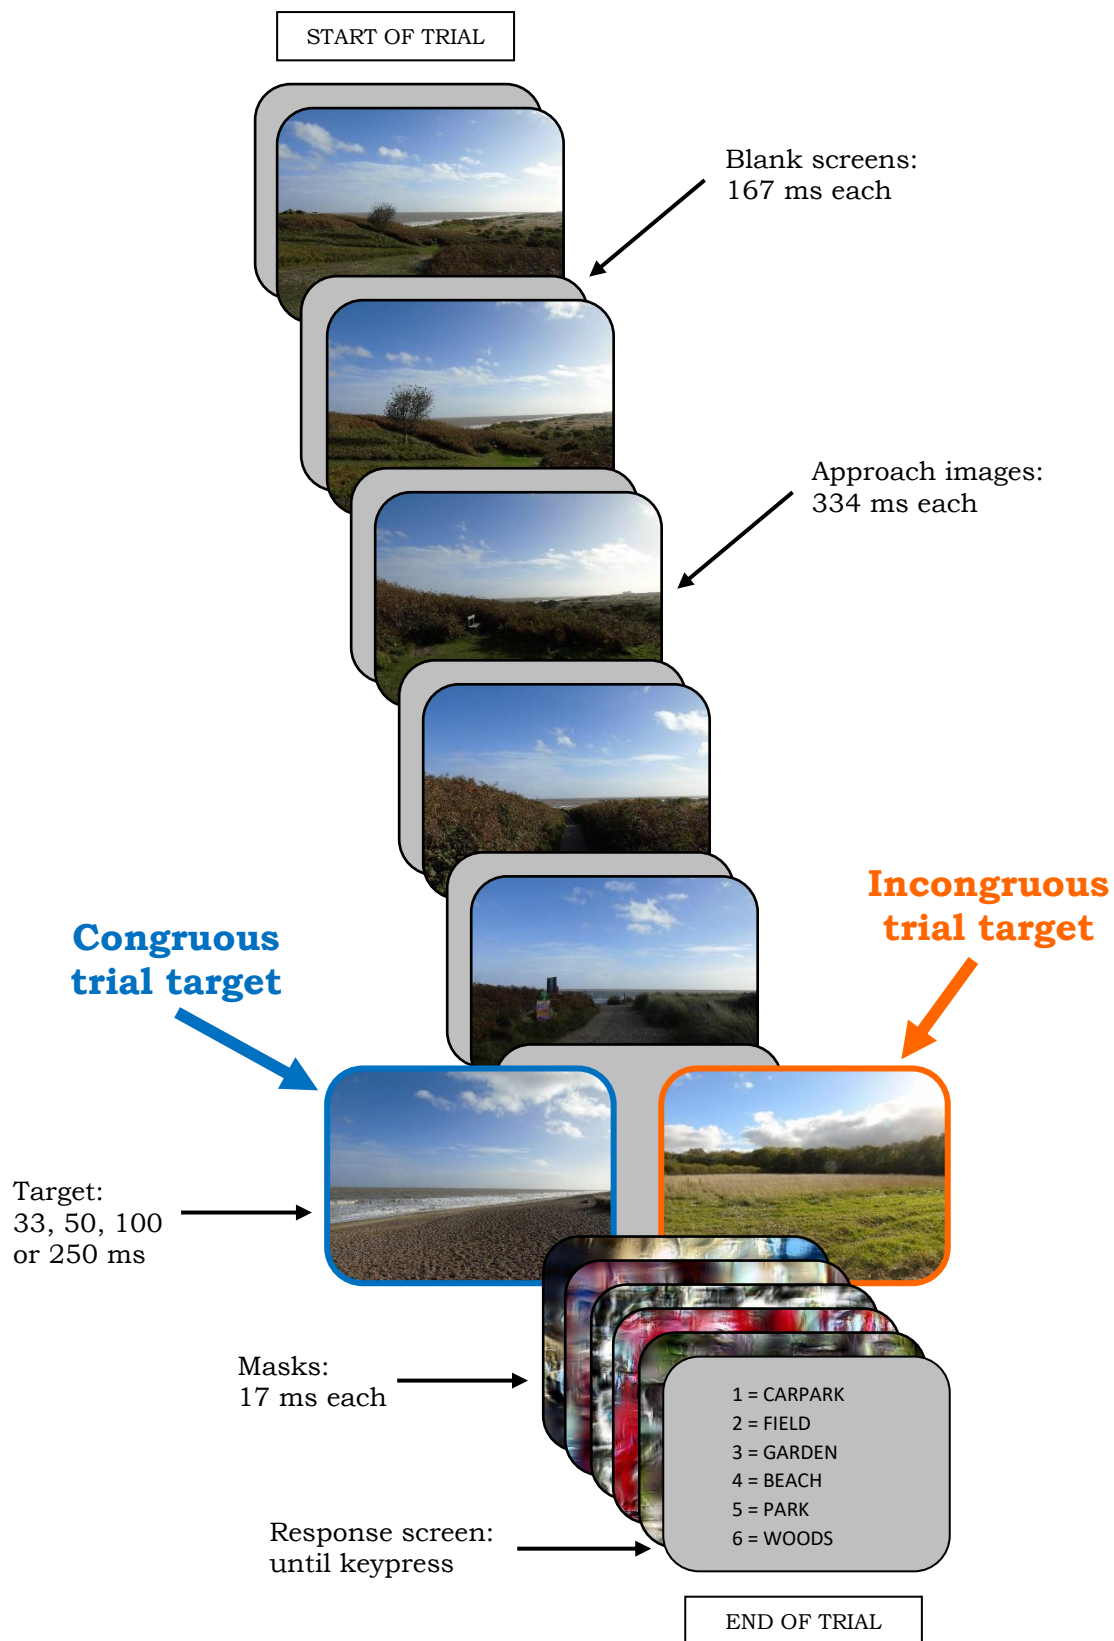 START OF TRIAL
Blank screens:
167 ms each
Approach images:
334 ms each
Incongruous
trial target
Congruous
trial target
Target:
33, 50, 100
or 250 ms
Masks:
17 ms each
1 = CARPARK
2 = FIELD
3 = GARDEN
4 = BEACH
5 = PARK
6 = WOODS
Response screen:
until keypress
END OF TRIAL